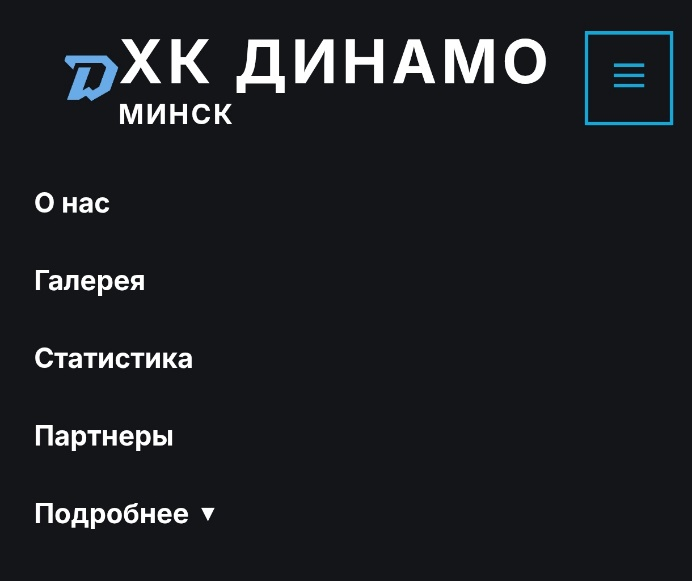 ХК ДИНАМО
МИНСК
О нас
Галерея
Статистика
Партнеры
Подробнее ▼